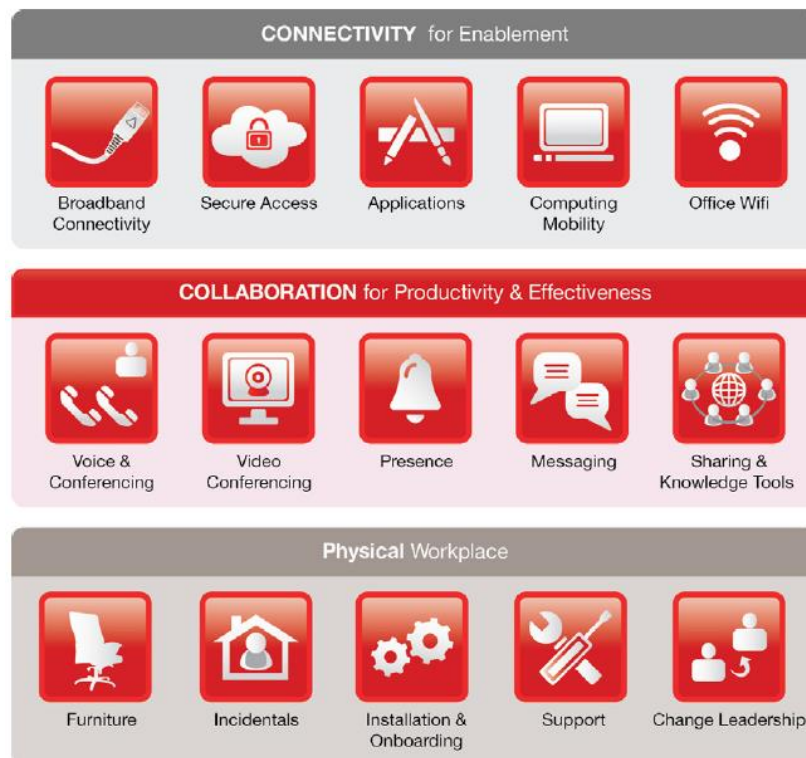 CONNECTIVITY for Enablement
Broadband
Connectivity
Secure Access
Applications
Computing
Mobility
Office Wifi
COLLABORATION for Productivity & Effectiveness
Voice &
Conferencing
Video
Conferencing
Presence
Messaging
Sharing &
Knowledge Tools
Physical Workplace
Furniture
Incidentals
Installation &
Onboarding
Support
Change Leadership